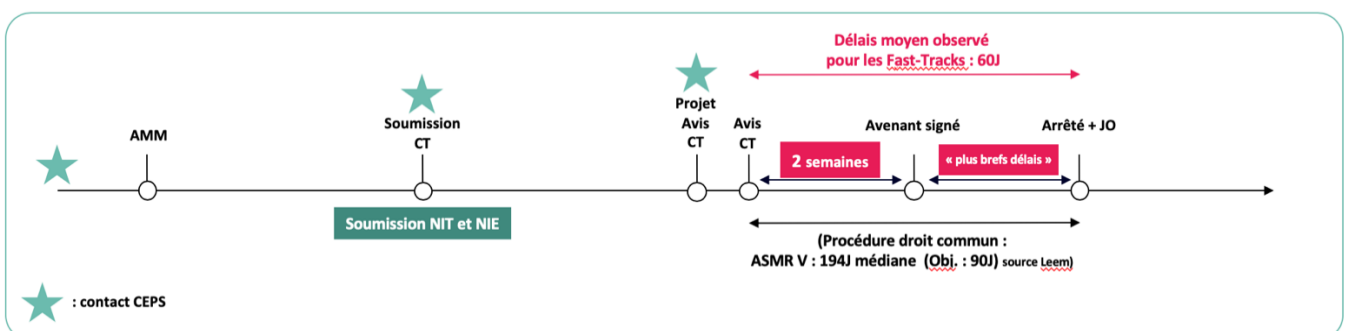 Délais moyen observé
pour les Fast-Tracks : 60J
AMM
Soumission
CT
Projet
Avis
CT
Avis
CT
Avenant signé
Arrêté + JO
2 semaines
« plus brefs délais »
Soumission NIT et NIE
(Procédure droit commun :
ASMR V : 194J médiane (Obj. : 90J) source Leem)
: contact CEPS